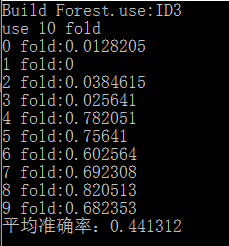 Build Forest.use:ID3
use 10 fold
0 fold:0.0128205
1 fold:0
2 fold:0.0384615
3 fold:0.025641
4 fold:0.782051
5 fold:0.75641
6 fold:0.602564
7 fold:0.692308
8 fold:0.820513
9 fold:0.682353
平均准确率：0.441312